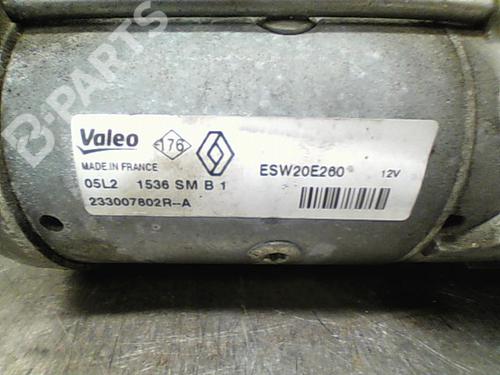 B-PARTS
Valeo 176 ESW20E260 12V
MADE IN FRANCE
05L2 1536 SM B 1
233007802R-A